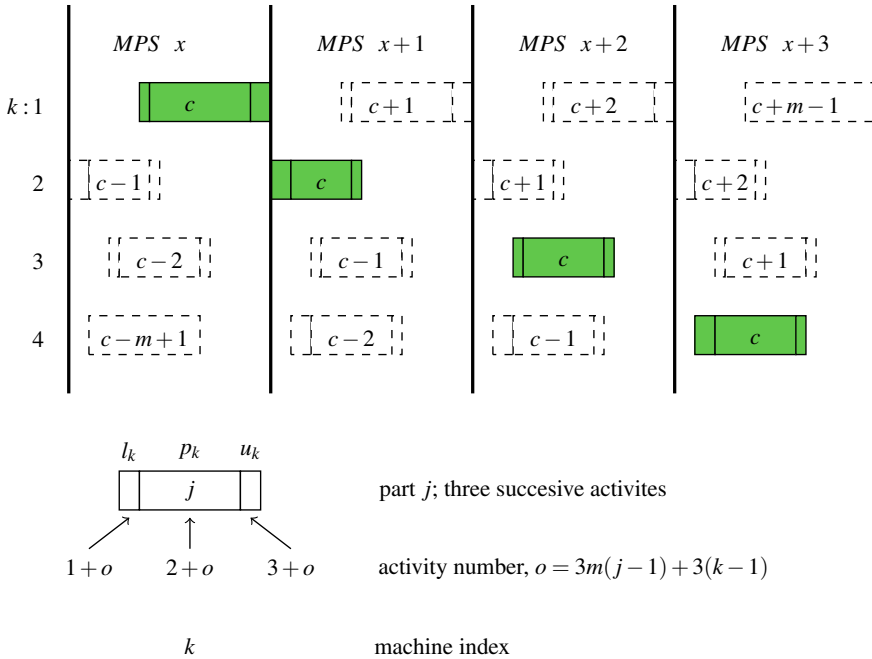 MPS x MPS x+1 MPS x+2 MPS x+3
k:1 c c+1 c+2 c+m−1
2 c−1 c c+1 c+2
3 c−2 c−1 c c+1
4 c−m+1 c−2 c−1 c
l_k p_k u_k
j part j; three succesive activites
1+o 2+o 3+o activity number, o = 3m(j−1)+3(k−1)
k machine index